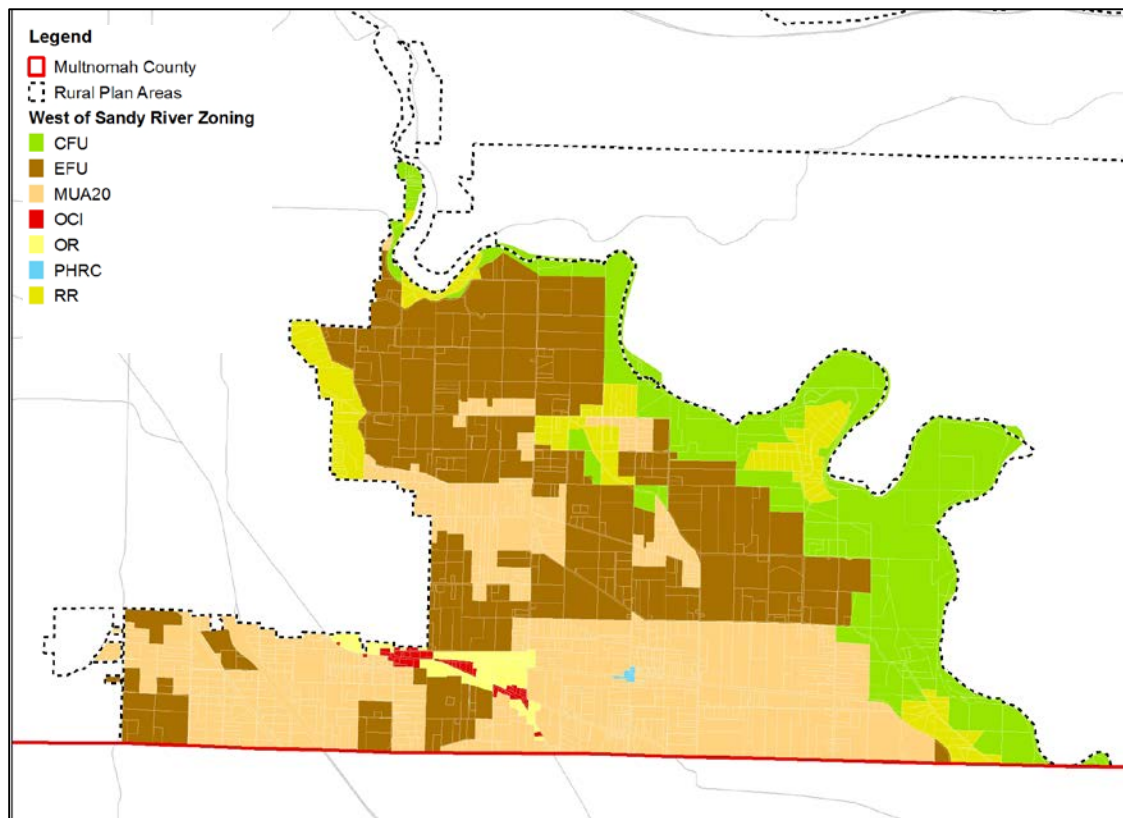 Legend
Multnomah County
Rural Plan Areas
West of Sandy River Zoning
CFU
EFU
MUA20
OCI
OR
PHRC
RR